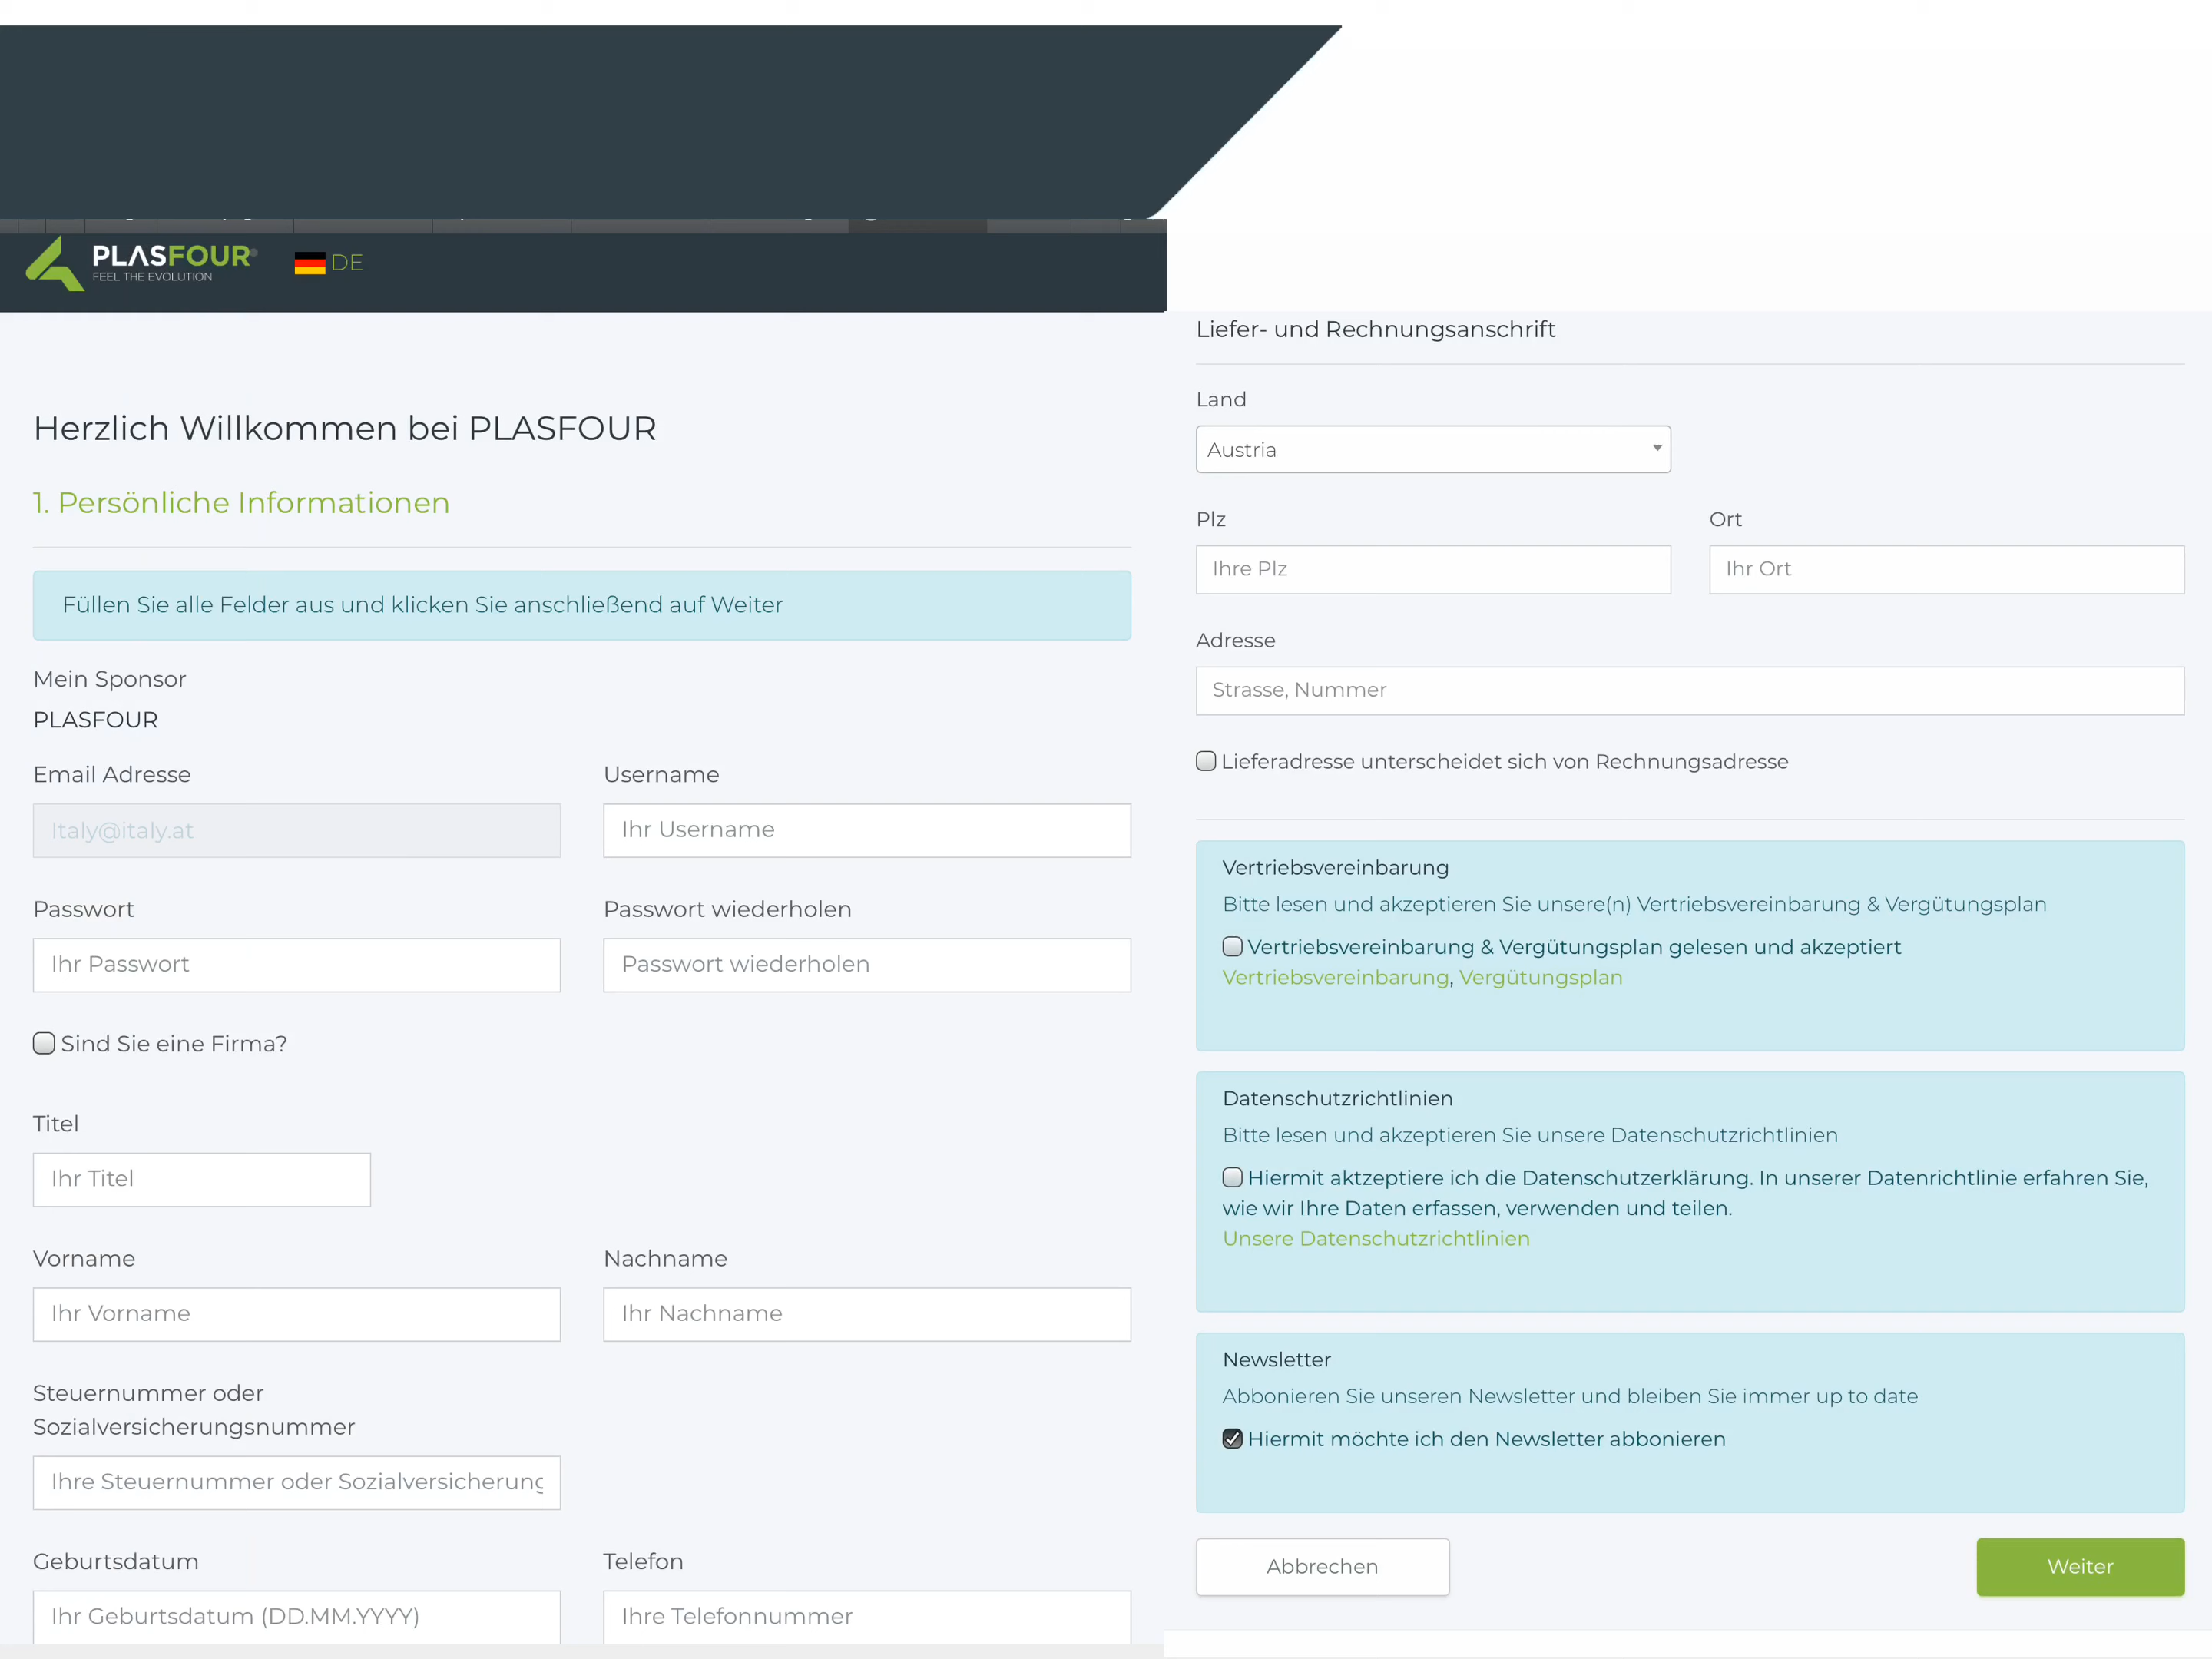 PLASFOUR®
FEEL THE EVOLUTION
DE
Herzlich Willkommen bei PLASFOUR
1. Persönliche Informationen
Füllen Sie alle Felder aus und klicken Sie anschließend auf Weiter
Mein Sponsor
PLASFOUR
Email Adresse
Username
Italy@italy.at
Ihr Username
Passwort
Passwort wiederholen
Ihr Passwort
Passwort wiederholen
Sind Sie eine Firma?
Titel
Ihr Titel
Vorname
Nachname
Ihr Vorname
Ihr Nachname
Steuernummer oder
Sozialversicherungsnummer
Ihre Steuernummer oder Sozialversicherung
Geburtsdatum
Telefon
Ihr Geburtsdatum (DD.MM.YYYY)
Ihre Telefonnummer
Liefer- und Rechnungsanschrift
Land
Austria
Plz
Ort
Ihre Plz
Ihr Ort
Adresse
Strasse, Nummer
Lieferadresse unterscheidet sich von Rechnungsadresse
Vertriebsvereinbarung
Bitte lesen und akzeptieren Sie unsere(n) Vertriebsvereinbarung & Vergütungsplan
Vertriebsvereinbarung & Vergütungsplan gelesen und akzeptiert
Vertriebsvereinbarung, Vergütungsplan
Datenschutzrichtlinien
Bitte lesen und akzeptieren Sie unsere Datenschutzrichtlinien
Hiermit aktzeptiere ich die Datenschutzerklärung. In unserer Datenrichtlinie erfahren Sie,
wie wir Ihre Daten erfassen, verwenden und teilen.
Unsere Datenschutzrichtlinien
Newsletter
Abbonieren Sie unseren Newsletter und bleiben Sie immer up to date
Hiermit möchte ich den Newsletter abbonieren
Abbrechen
Weiter